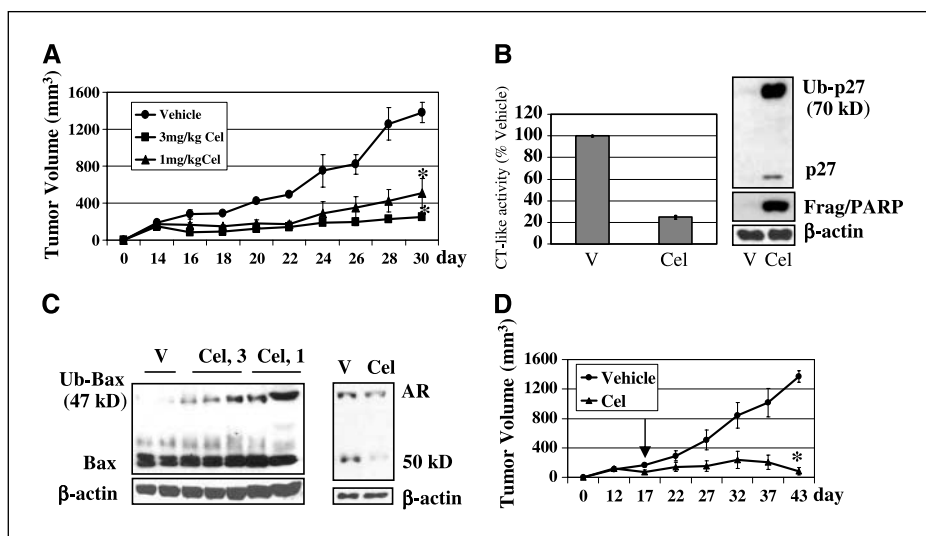 A
Tumor Volume (mm3)
1600
1200
800
400
0
Vehicle
3mg/kg Cel
1mg/kgCel
*
*
0 14 16 18 20 22 24 26 28 30 day
B
CT-like activity (% Vehicle)
120
100
80
60
40
20
0
V Cel
Ub-p27
(70 kD)
p27
Frag/PARP
β-actin
V Cel
C
V Cel, 3 Cel, 1
Ub-Bax
(47 kD)
Bax
β-actin
V Cel
AR
50 kD
β-actin
D
Tumor Volume (mm3)
1600
1200
800
400
0
Vehicle
Cel
*
0 12 17 22 27 32 37 43 day